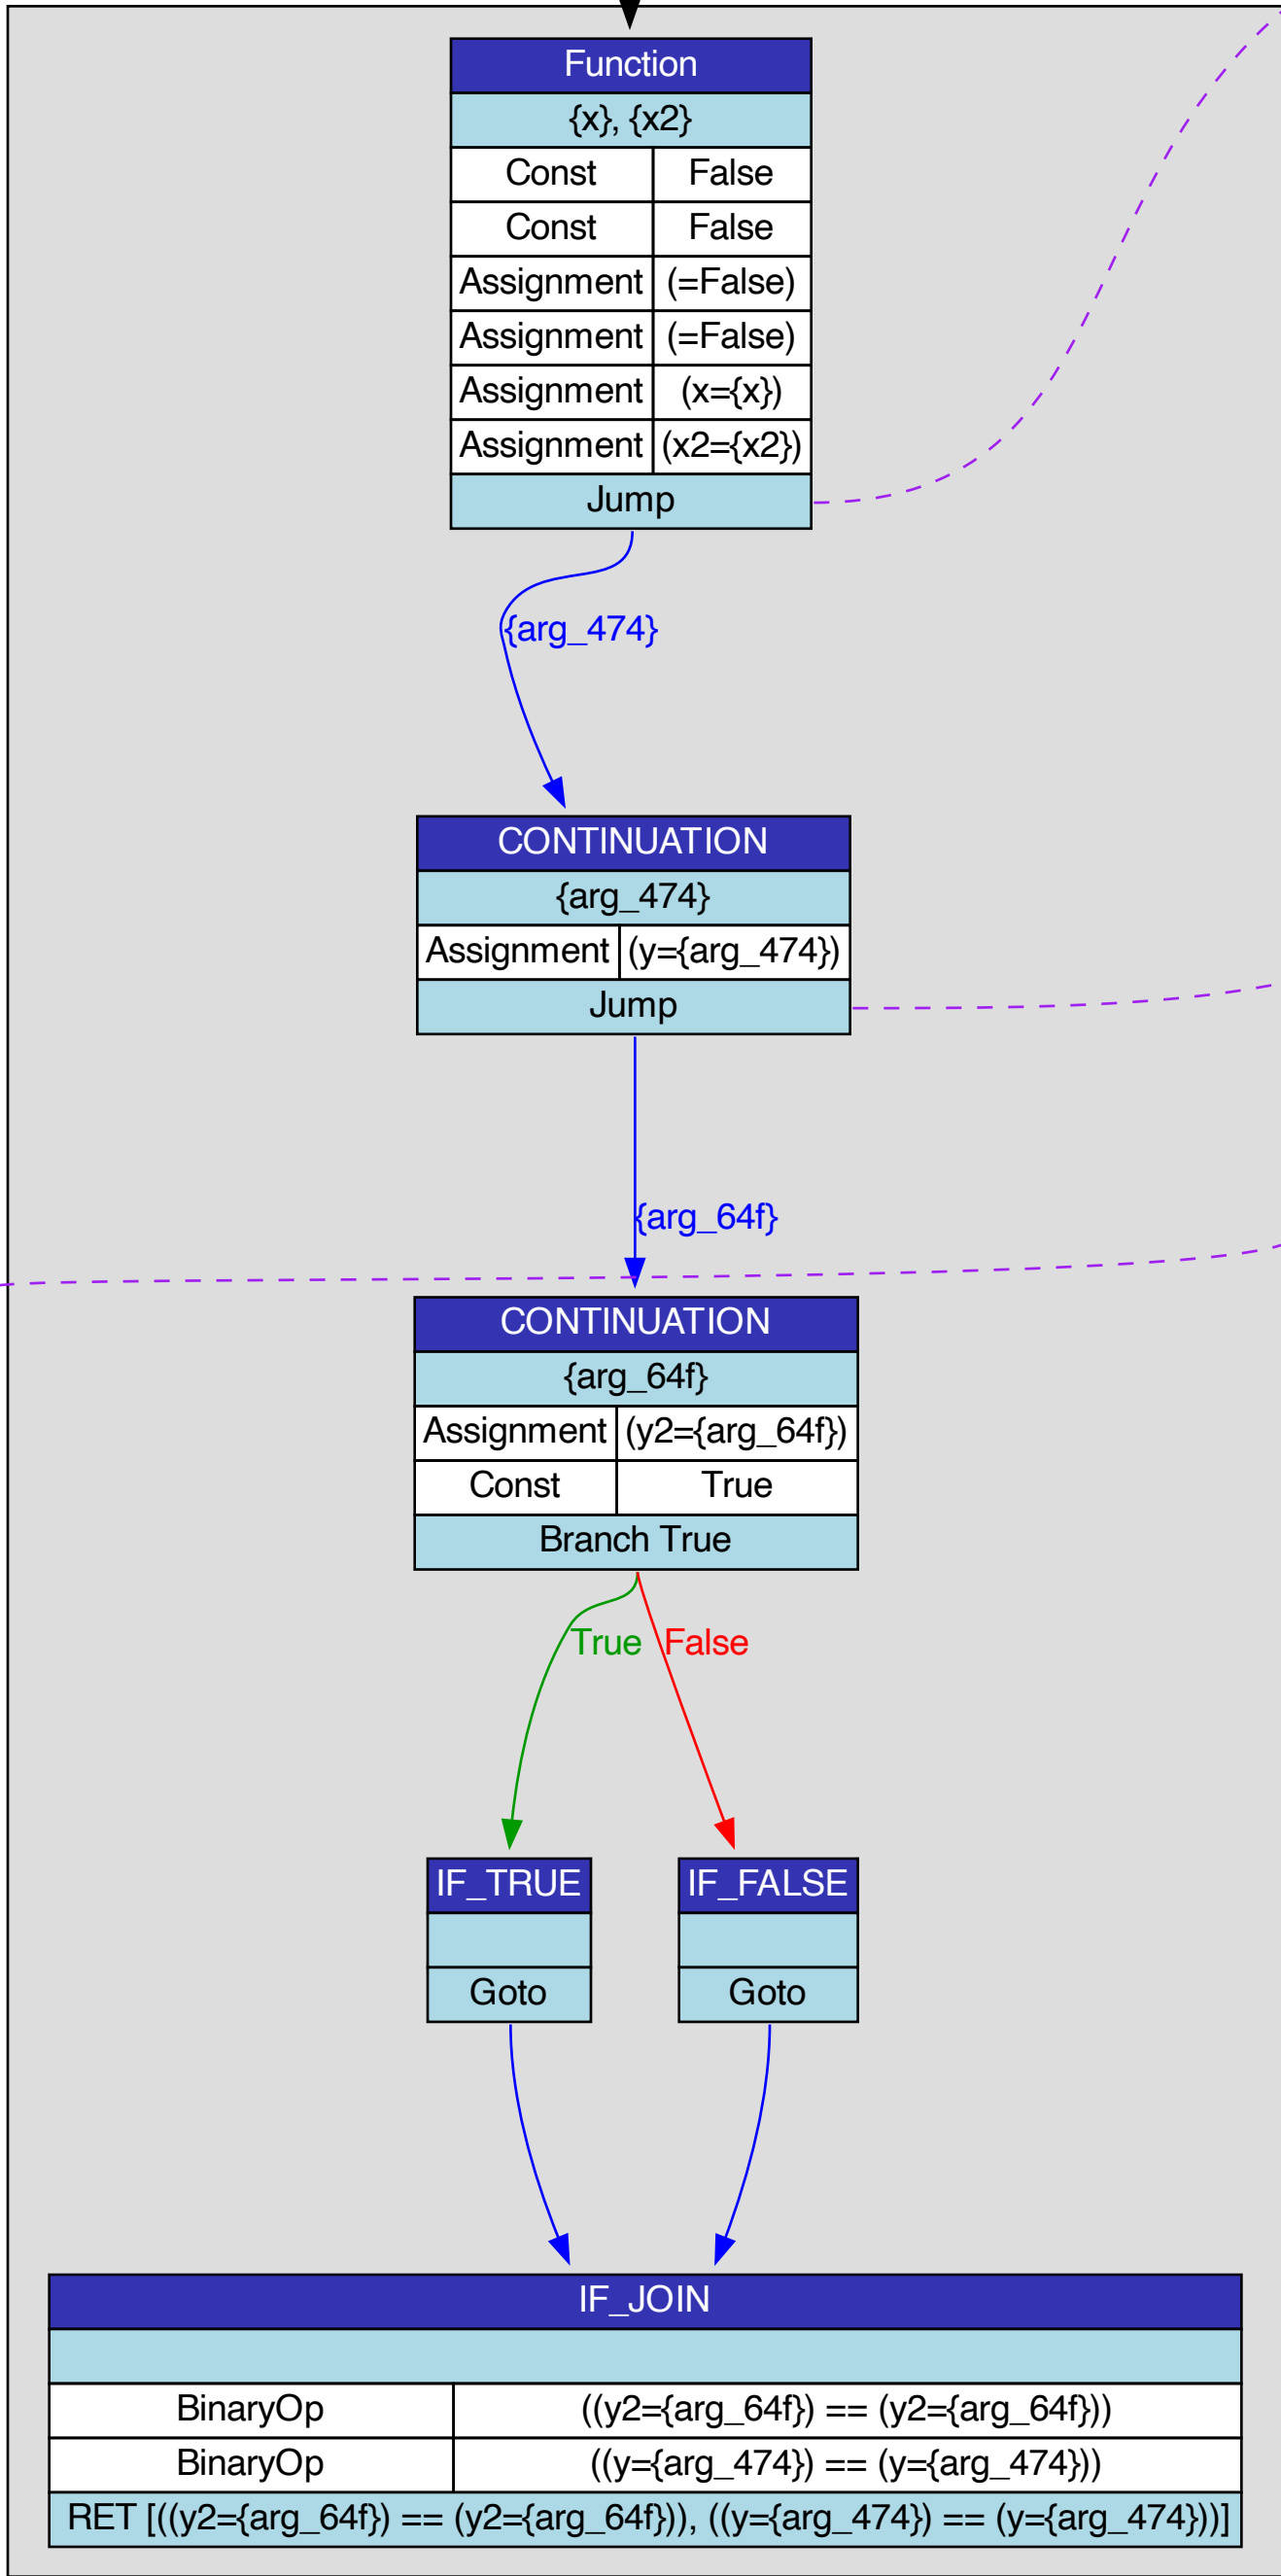 Function
{x}, {x2}
Const False
Const False
Assignment (=False)
Assignment (=False)
Assignment (x={x})
Assignment (x2={x2})
Jump
{arg_474}
CONTINUATION
{arg_474}
Assignment (y={arg_474})
Jump
{arg_64f}
CONTINUATION
{arg_64f}
Assignment (y2={arg_64f})
Const True
Branch True
True False
IF_TRUE IF_FALSE
Goto Goto
IF_JOIN
BinaryOp ((y2={arg_64f}) == (y2={arg_64f}))
BinaryOp ((y={arg_474}) == (y={arg_474}))
RET [((y2={arg_64f}) == (y2={arg_64f})), ((y={arg_474}) == (y={arg_474}))]